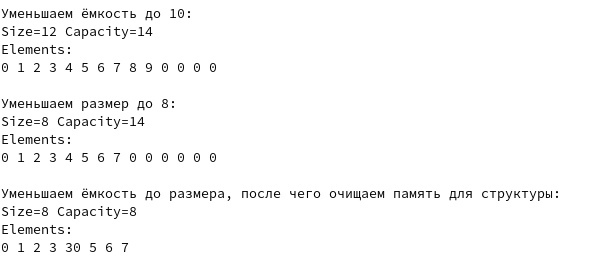 Уменьшаем ёмкость до 10:
Size=12 Capacity=14
Elements:
0 1 2 3 4 5 6 7 8 9 0 0 0 0
Уменьшаем размер до 8:
Size=8 Capacity=14
Elements:
0 1 2 3 4 5 6 7 0 0 0 0 0 0
Уменьшаем ёмкость до размера, после чего очищаем память для структуры:
Size=8 Capacity=8
Elements:
0 1 2 3 30 5 6 7